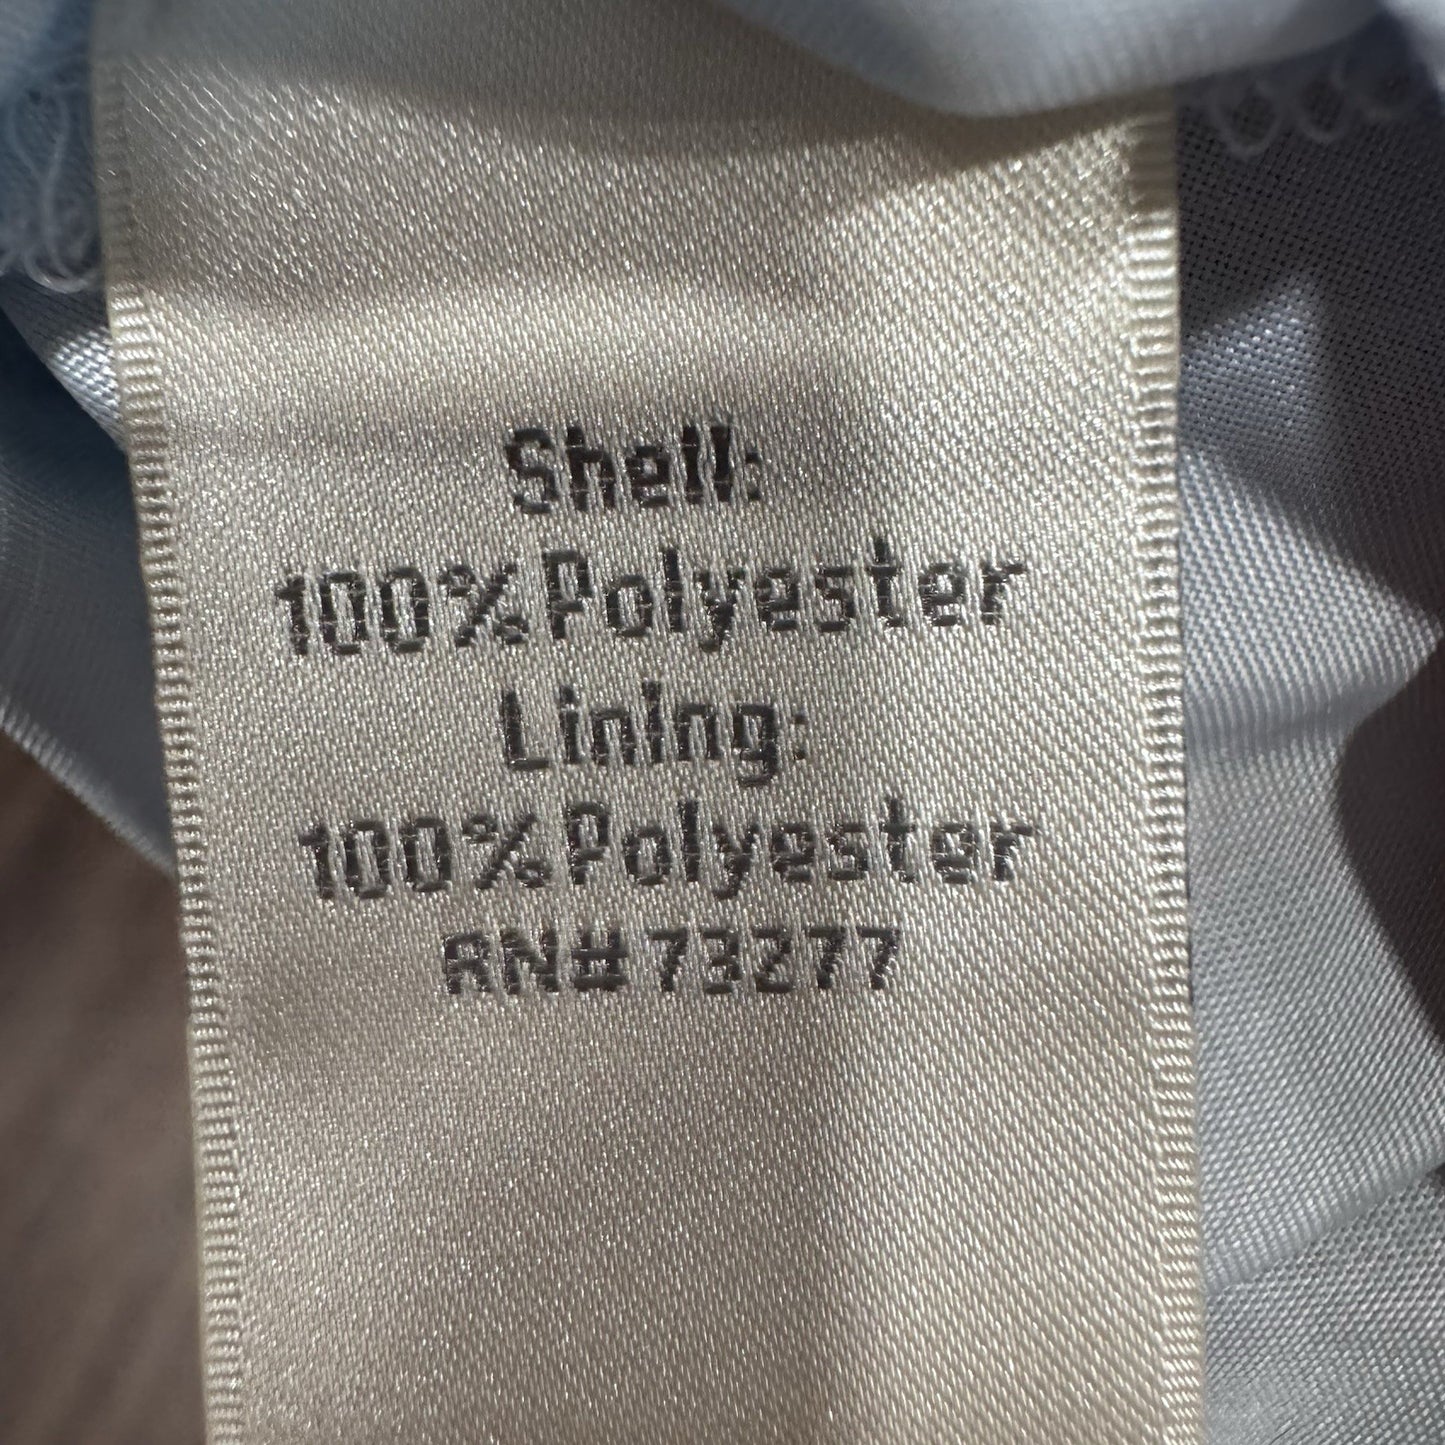 Shell:
100% Polyester
Lining:
100% Polyester
RN# 73277